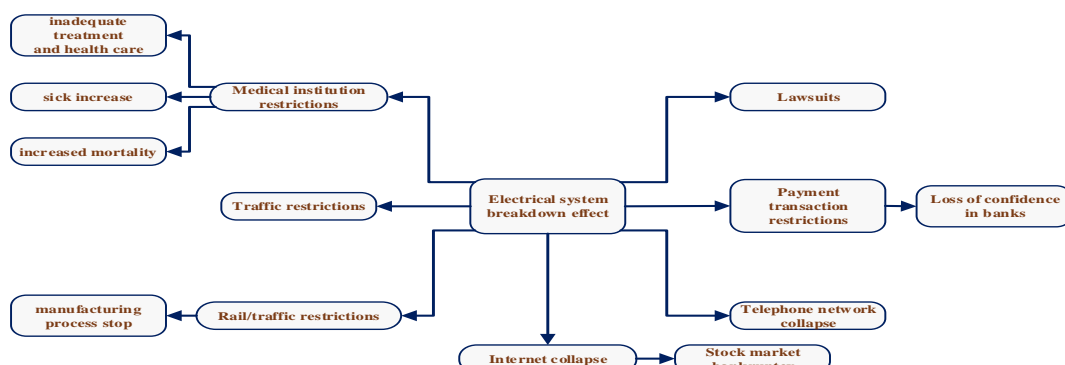 inadequate
treatment
and health care
sick increase
increased mortality
Medical institution
restrictions
Lawsuits
Traffic restrictions
Electrical system
breakdown effect
Payment
transaction
restrictions
Loss of confidence
in banks
manufacturing
process stop
Rail/traffic restrictions
Telephone network
collapse
Internet collapse
Stock market